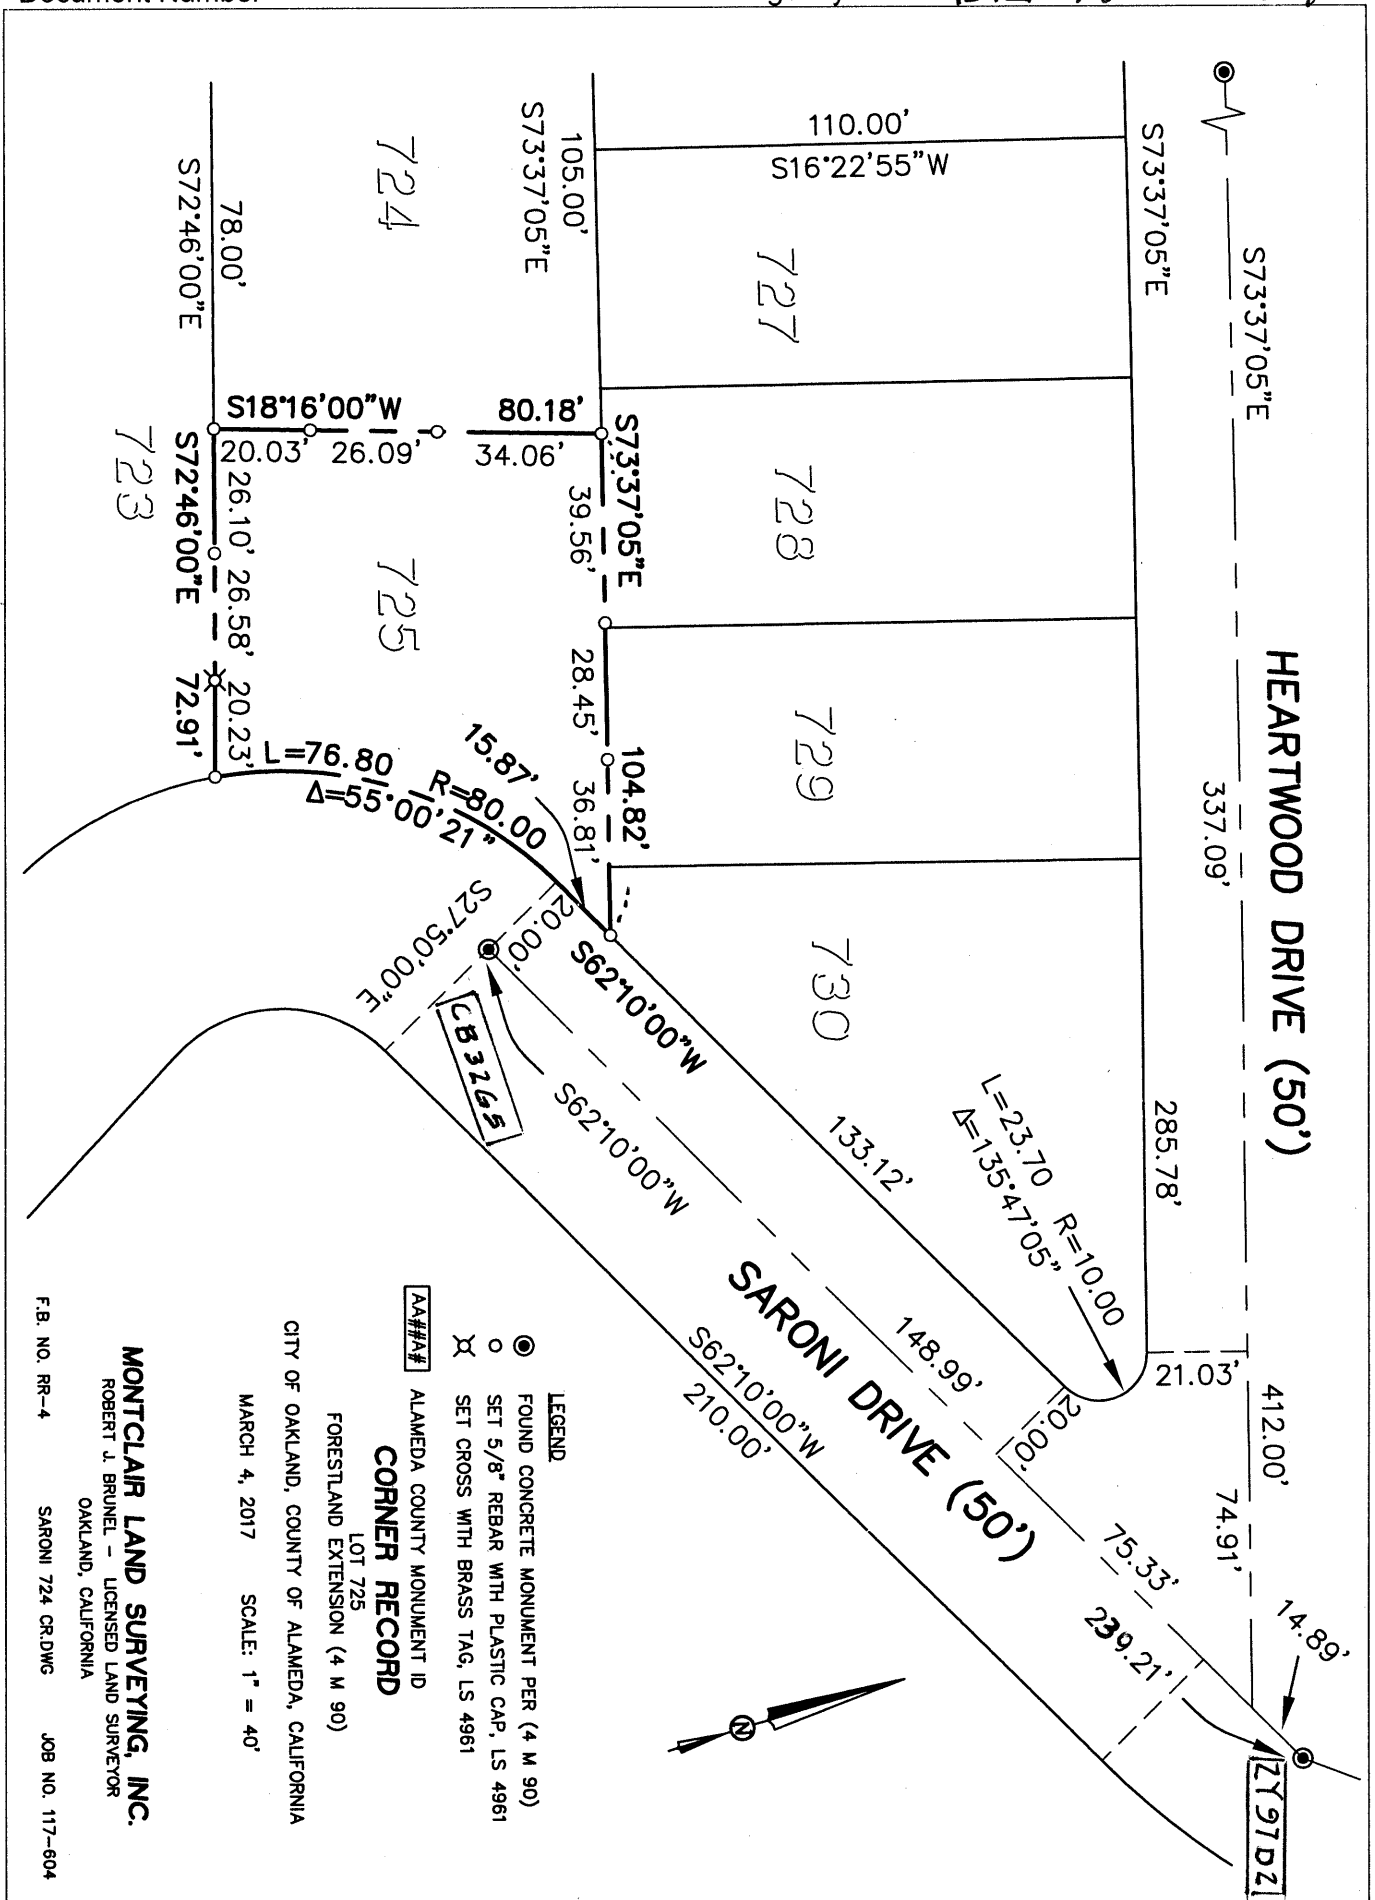 HEARTWOOD DRIVE (50')
S73°37'05"E
337.09'
412.00'
74.91'
14.89'
ZY97DZ
S73°37'05"E
285.78'
21.03'
110.00'
S16°22'55"W
727
728
729
730
L=23.70 R=10.00
Δ=135°47'05"
105.00'
S73°37'05"E
S73°37'05"E
39.56'
28.45'
104.82'
36.81'
15.87'
724
725
80.18'
S18°16'00"W
34.06'
26.09'
20.03'
78.00'
S72°46'00"E
723
S72°46'00"E
26.10'
26.58'
72.91'
20.23'
L=76.80 R=80.00
Δ=55°00'21"
20.00'
S27°50'00"E
CB32G5
S62°10'00"W
133.12'
S62°10'00"W
148.99'
20.00'
75.33'
239.21'
SARONI DRIVE (50')
S62°10'00"W
210.00'
N
LEGEND
FOUND CONCRETE MONUMENT PER (4 M 90)
SET 5/8" REBAR WITH PLASTIC CAP, LS 4961
SET CROSS WITH BRASS TAG, LS 4961
AA##A# ALAMEDA COUNTY MONUMENT ID
CORNER RECORD
LOT 725
FORESTLAND EXTENSION (4 M 90)
CITY OF OAKLAND, COUNTY OF ALAMEDA, CALIFORNIA
MARCH 4, 2017 SCALE: 1" = 40'
MONTCLAIR LAND SURVEYING, INC.
ROBERT J. BRUNEL - LICENSED LAND SURVEYOR
OAKLAND, CALIFORNIA
F.B. NO. RR-4 SARONI 724 CR.DWG JOB NO. 117-604